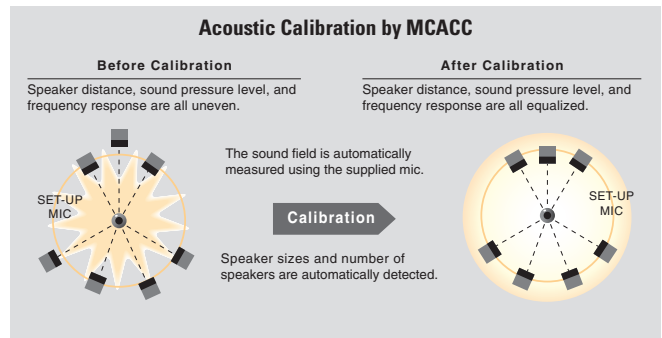 Acoustic Calibration by MCACC
Before Calibration
Speaker distance, sound pressure level, and
frequency response are all uneven.
SET-UP
MIC
The sound field is automatically
measured using the supplied mic.
Calibration
Speaker sizes and number of
speakers are automatically detected.
After Calibration
Speaker distance, sound pressure level, and
frequency response are all equalized.
SET-UP
MIC